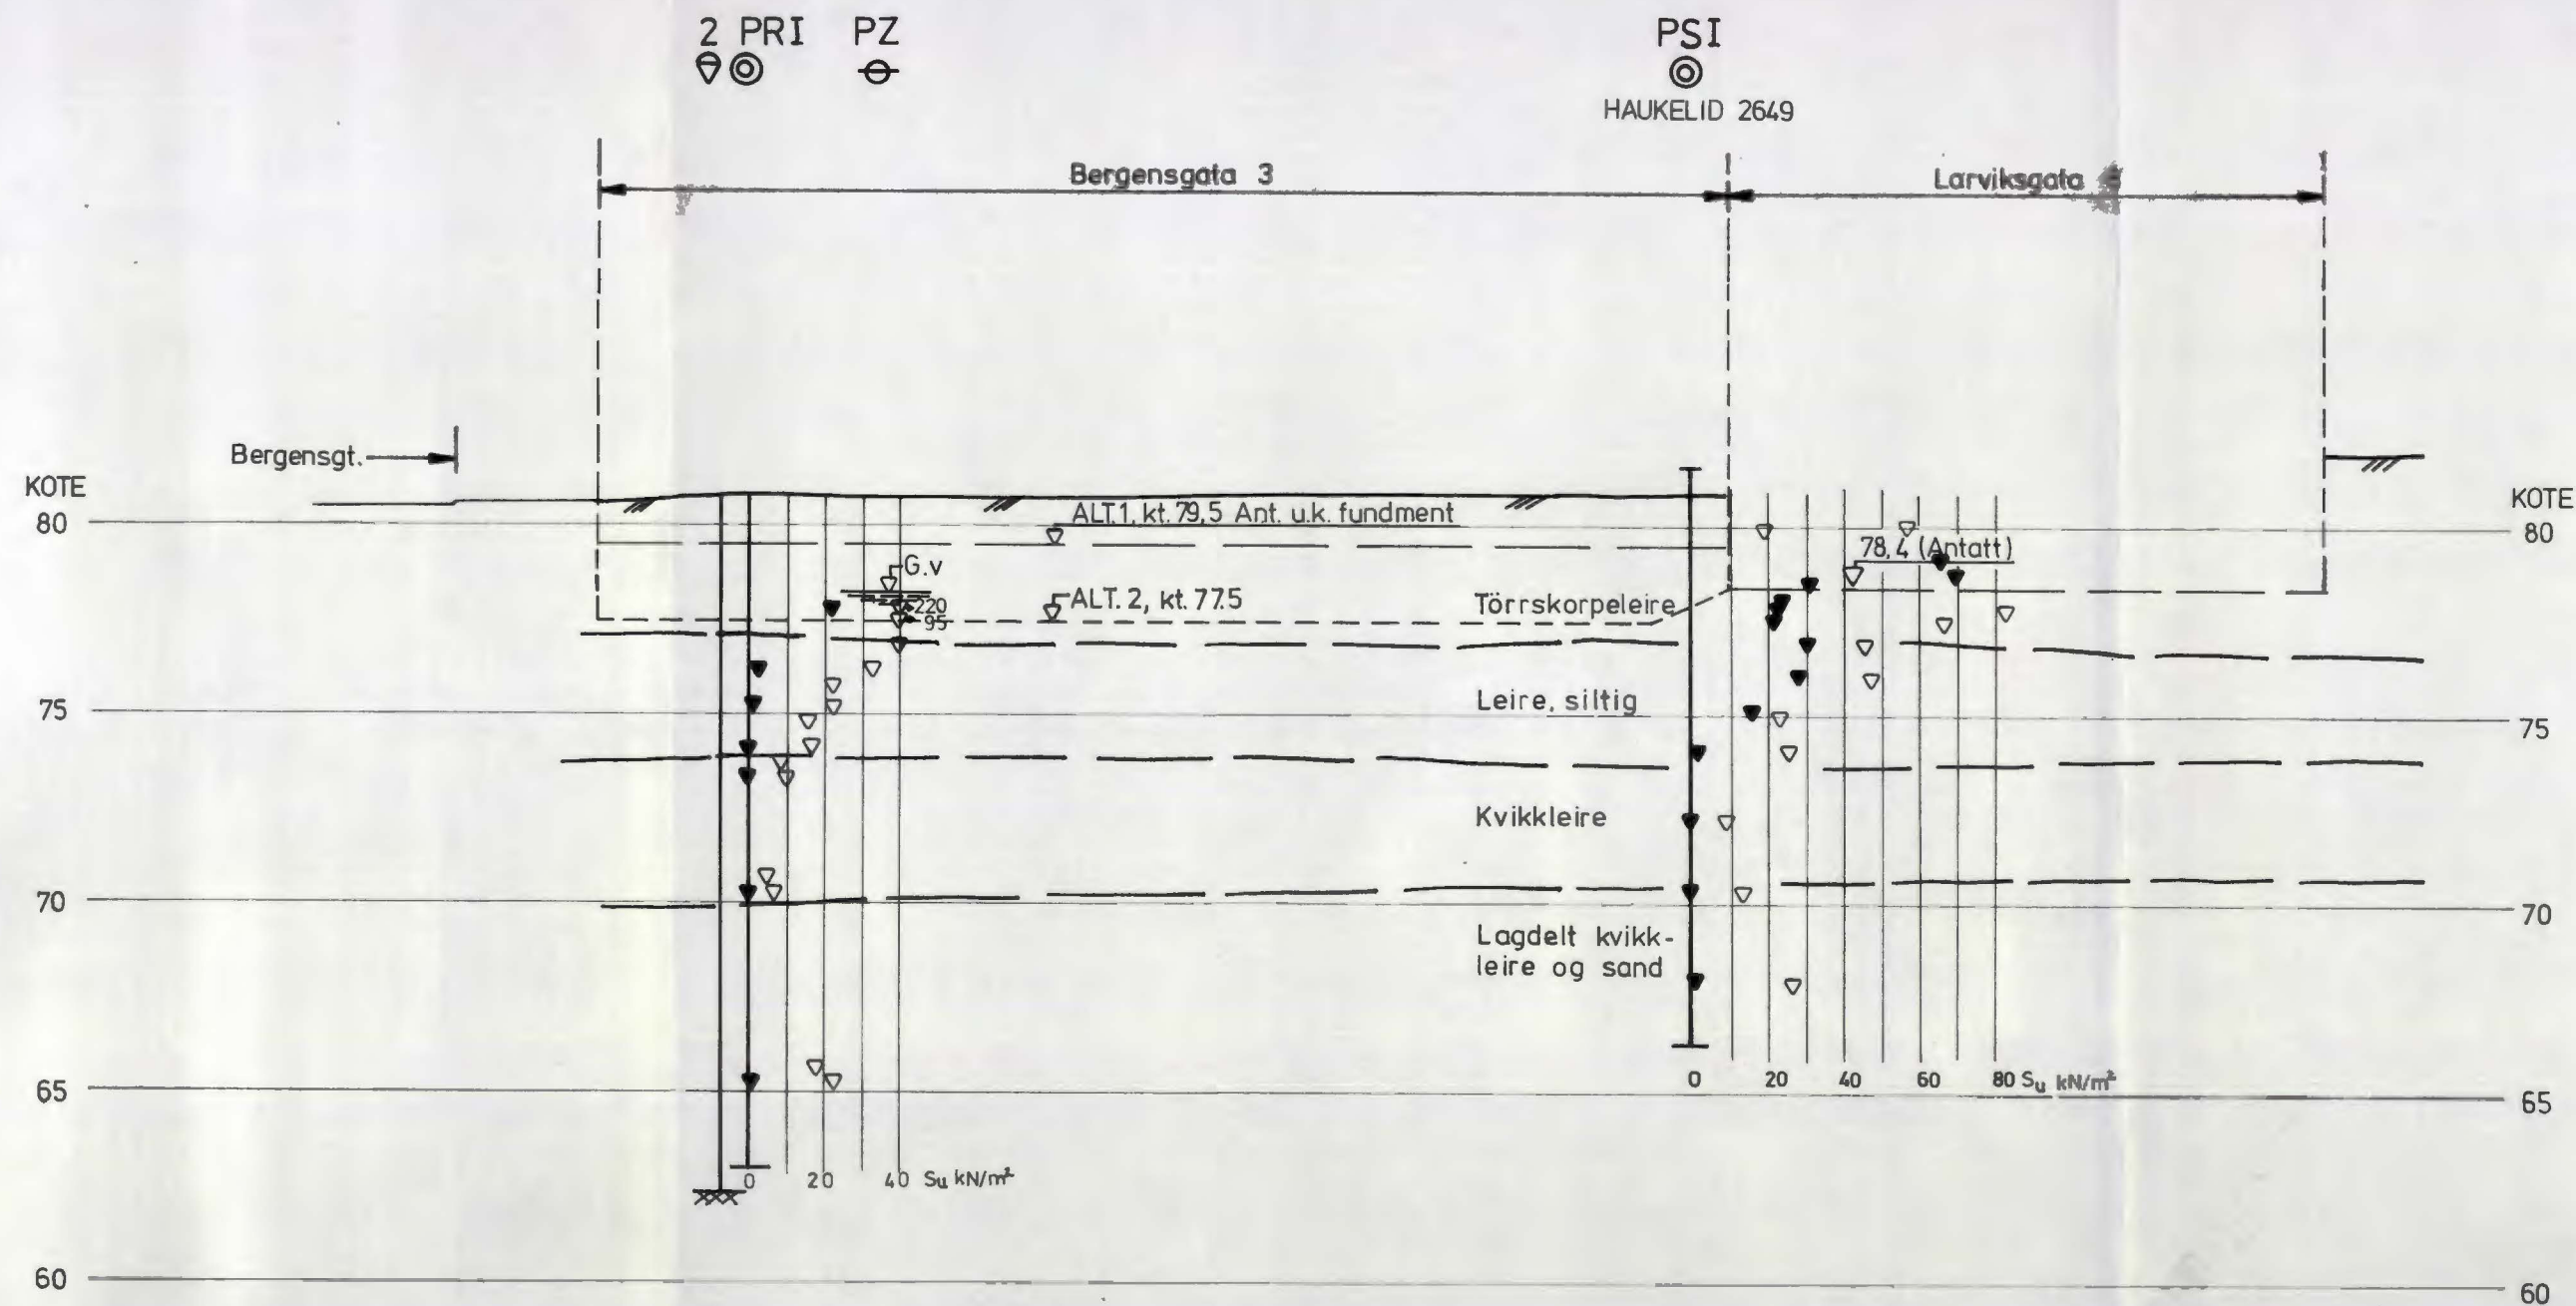 2 PRI PZ PSI
HAUKELID 2649
Bergensgata 3 Larviksgata
Bergensgt.
KOTE KOTE
80 ALT.1, kt. 79,5 Ant. u.k. fundment 80
78,4 (Antatt)
G.v
220
95
ALT. 2, kt. 77.5
Törrskorpeleire
75 Leire, siltig 75
Kvikkleire
70 70
Lagdelt kvikk-
leire og sand
65 0 20 40 60 80 Su kN/m² 65
0 20 40 Su kN/m²
60 60